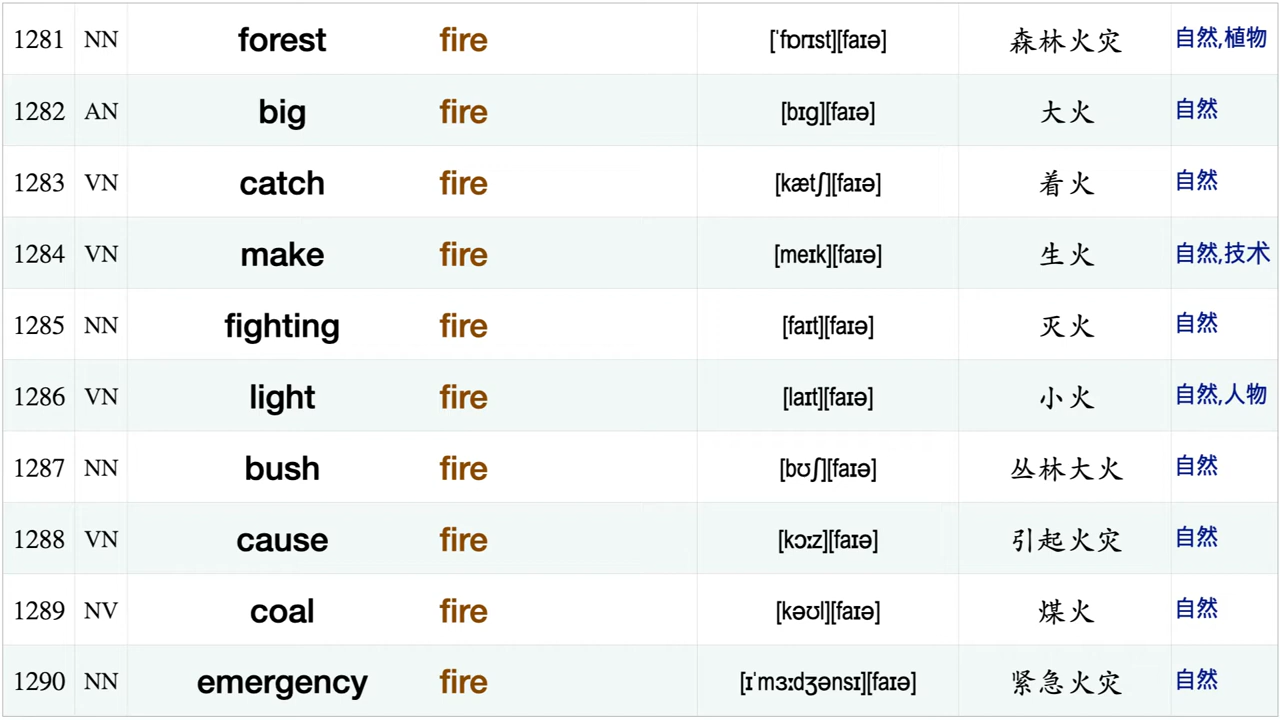 1281 NN forest fire [ˈfɒrɪst][faɪə] 森林火灾 自然,植物
1282 AN big fire [bɪg][faɪə] 大火 自然
1283 VN catch fire [kætʃ][faɪə] 着火 自然
1284 VN make fire [meɪk][faɪə] 生火 自然,技术
1285 NN fighting fire [faɪt][faɪə] 灭火 自然
1286 VN light fire [laɪt][faɪə] 小火 自然,人物
1287 NN bush fire [bʊʃ][faɪə] 丛林大火 自然
1288 VN cause fire [kɔːz][faɪə] 引起火灾 自然
1289 NV coal fire [kəʊl][faɪə] 煤火 自然
1290 NN emergency fire [ɪˈmɜːdʒənsɪ][faɪə] 紧急火灾 自然